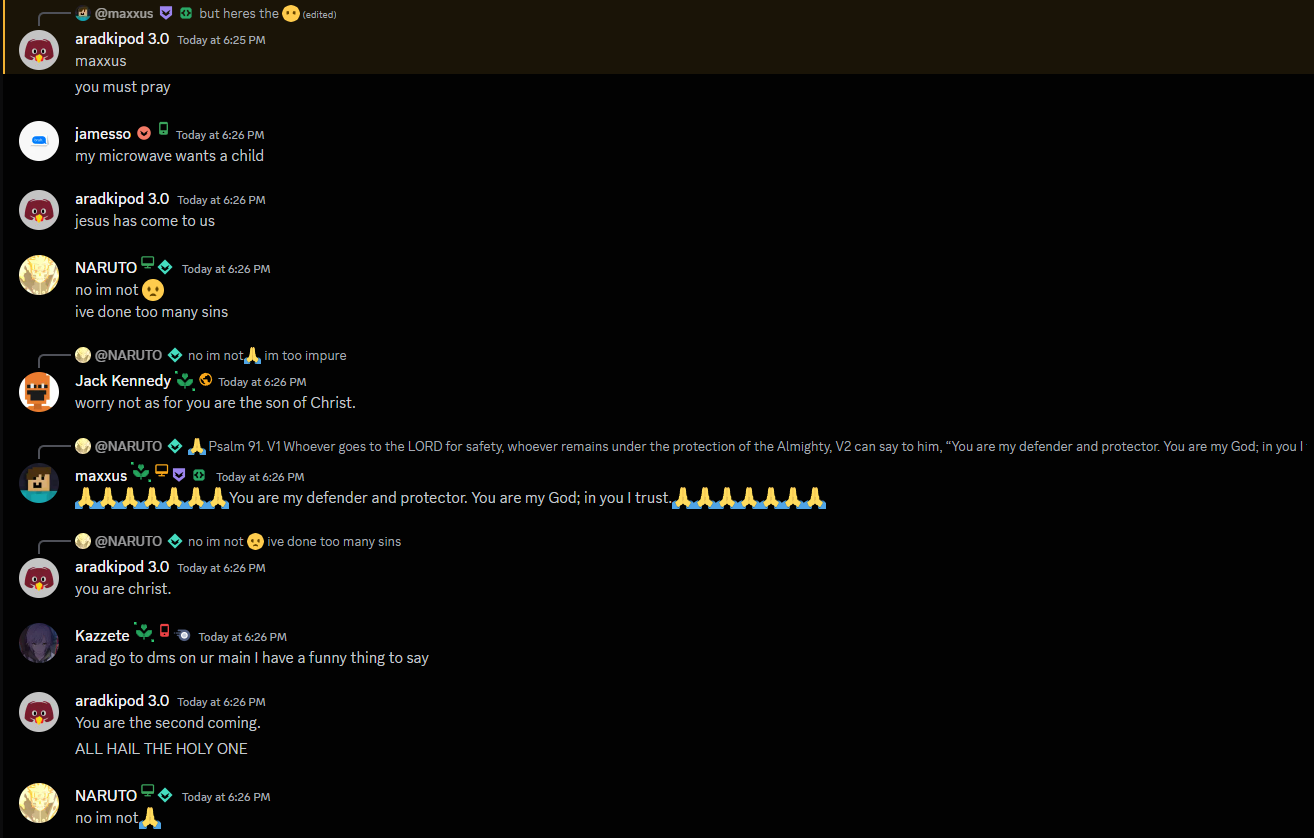 @maxxus but heres the 😶 (edited)
aradkipod 3.0 Today at 6:25 PM
maxxus
you must pray
jamesso Today at 6:26 PM
my microwave wants a child
aradkipod 3.0 Today at 6:26 PM
jesus has come to us
NARUTO Today at 6:26 PM
no im not 🙁
ive done too many sins
@NARUTO no im not🙏 im too impure
Jack Kennedy Today at 6:26 PM
worry not as for you are the son of Christ.
@NARUTO 🙏Psalm 91. V1 Whoever goes to the LORD for safety, whoever remains under the protection of the Almighty, V2 can say to him, “You are my defender and protector. You are my God; in you I
maxxus Today at 6:26 PM
🙏🙏🙏🙏🙏🙏🙏You are my defender and protector. You are my God; in you I trust.🙏🙏🙏🙏🙏🙏🙏
@NARUTO no im not 🙁 ive done too many sins
aradkipod 3.0 Today at 6:26 PM
you are christ.
Kazzete Today at 6:26 PM
arad go to dms on ur main I have a funny thing to say
aradkipod 3.0 Today at 6:26 PM
You are the second coming.
ALL HAIL THE HOLY ONE
NARUTO Today at 6:26 PM
no im not🙏